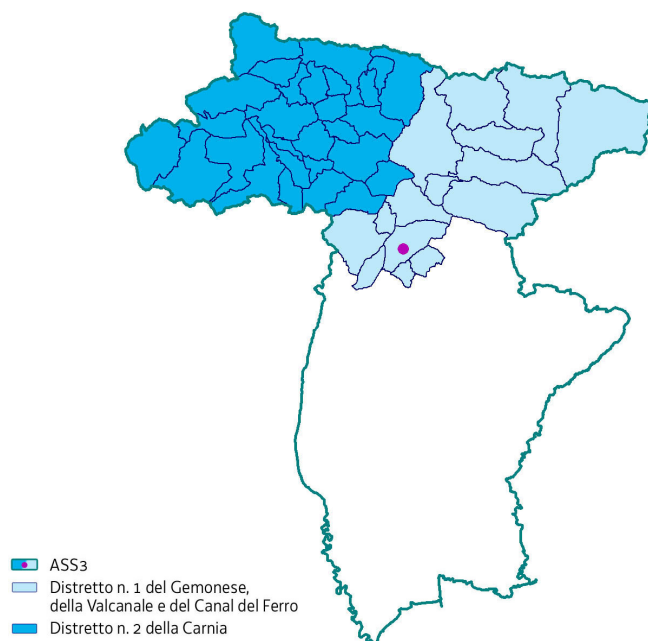 ASS3
Distretto n. 1 del Gemonese,
della Valcanale e del Canal del Ferro
Distretto n. 2 della Carnia